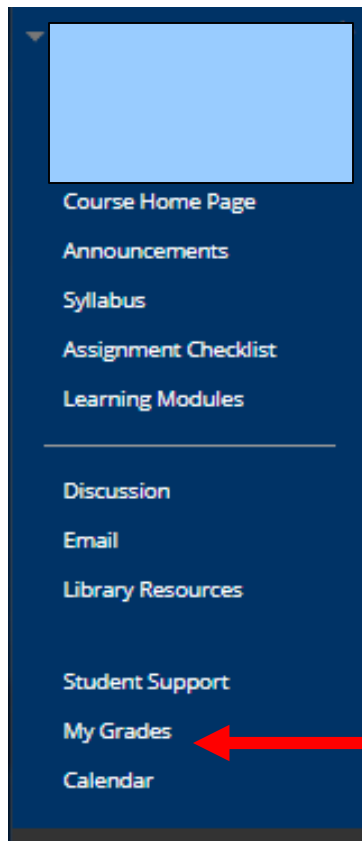 Course Home Page
Announcements
Syllabus
Assignment Checklist
Learning Modules
Discussion
Email
Library Resources
Student Support
My Grades
Calendar